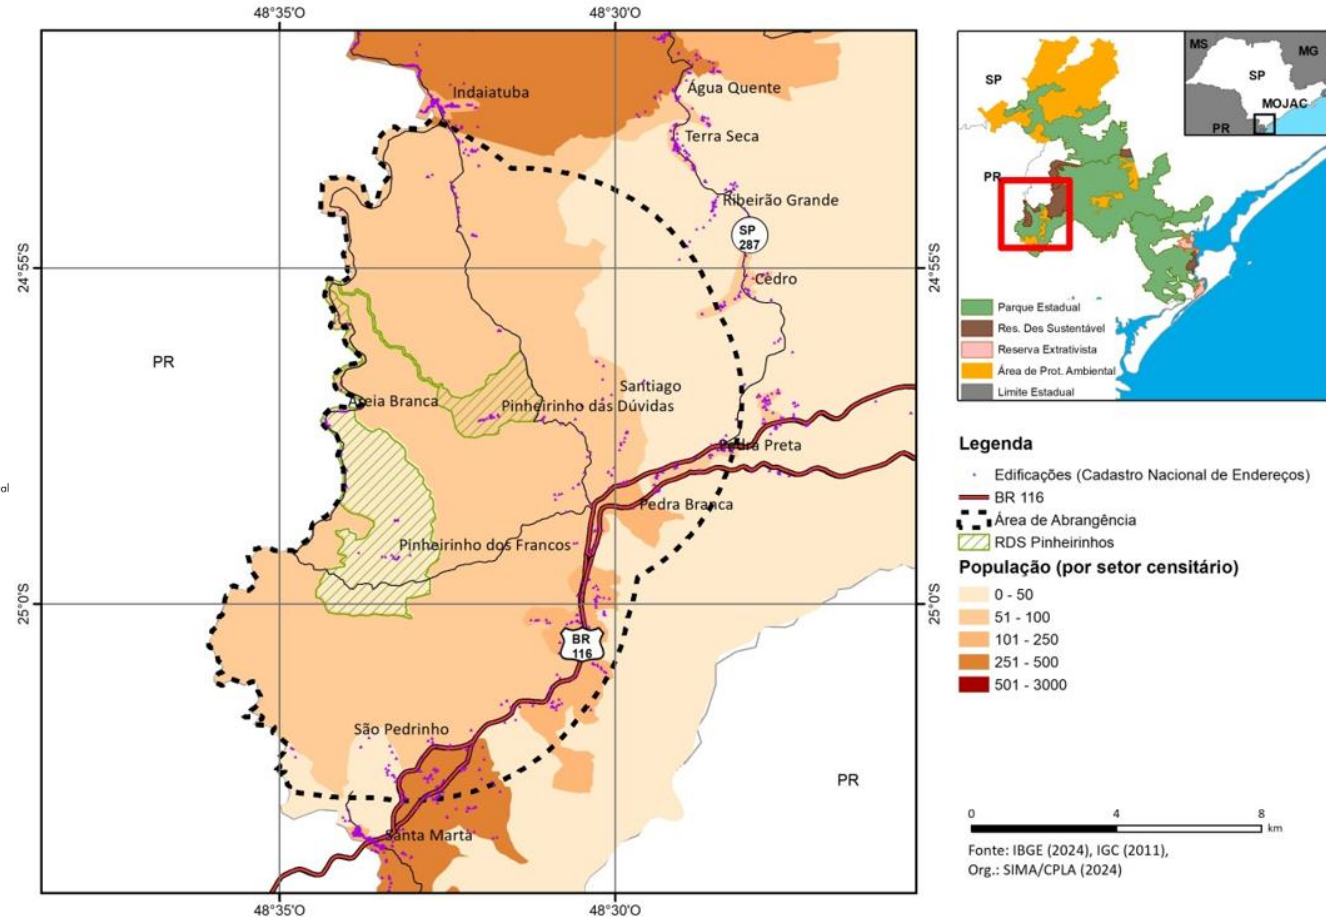 48°35'O
48°30'O
Indaiatuba
Água Quente
Terra Seca
Ribeirão Grande
SP
287
24°55'S
24°55'S
Cedro
PR
Santiago
Areia Branca
Pinheirinho das Dúvidas
Pedra Preta
al
Pedra Branca
Pinheirinho dos Francos
25°0'S
25°0'S
BR
116
São Pedrinho
PR
Santa Marta
48°35'O
48°30'O
MS
MG
SP
SP
MOJAC
PR
PR
Parque Estadual
Res. Des Sustentável
Reserva Extrativista
Área de Prot. Ambiental
Limite Estadual
Legenda
Edificações (Cadastro Nacional de Endereços)
BR 116
Área de Abrangência
RDS Pinheirinhos
População (por setor censitário)
0 - 50
51 - 100
101 - 250
251 - 500
501 - 3000
0 4 8
km
Fonte: IBGE (2024), IGC (2011),
Org.: SIMA/CPLA (2024)